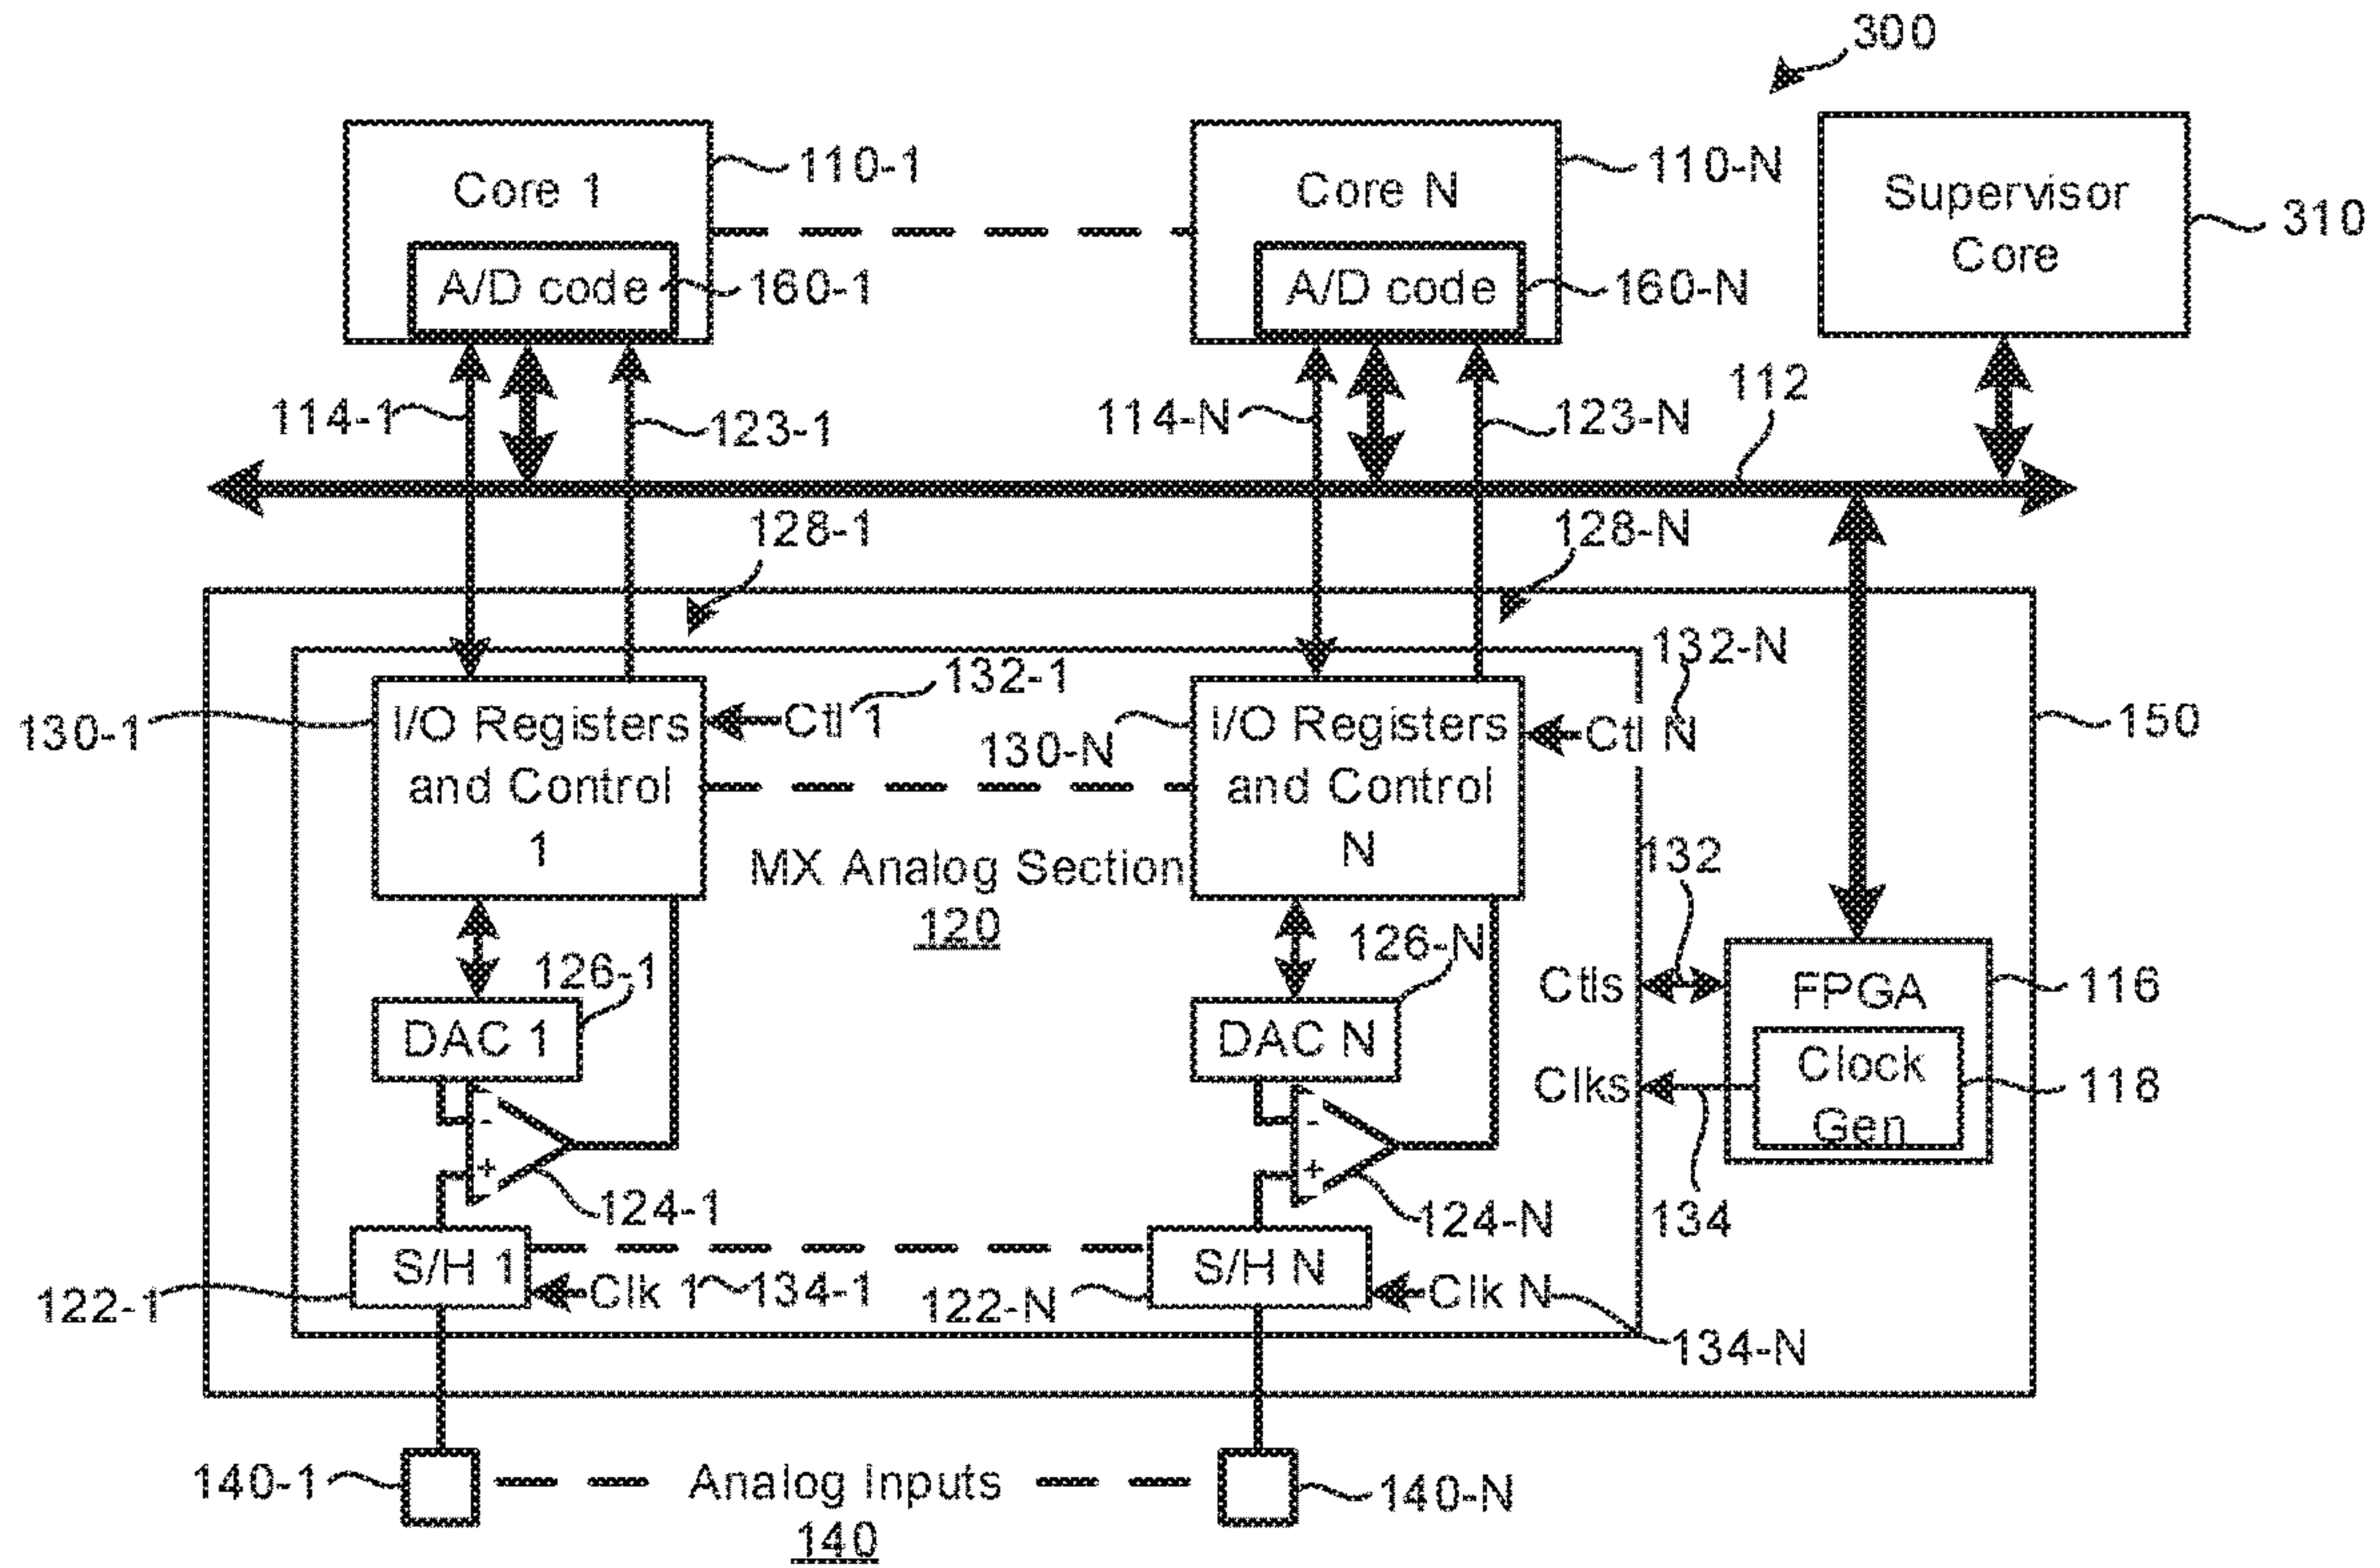 300
Core 1
110-1
Core N
110-N
Supervisor
Core
310
A/D code
160-1
A/D code
160-N
114-1
123-1
114-N
123-N
112
128-1
128-N
132-N
130-1
I/O Registers
and Control
1
Ctl 1
132-1
130-N
I/O Registers
and Control
N
Ctl N
150
MX Analog Section
120
132
126-1
126-N
DAC 1
DAC N
Ctls
FPGA
116
Clks
Clock
Gen
118
134
-
+
124-1
-
+
124-N
S/H 1
Clk 1
134-1
122-1
S/H N
Clk N
122-N
134-N
140-1
Analog Inputs
140
140-N